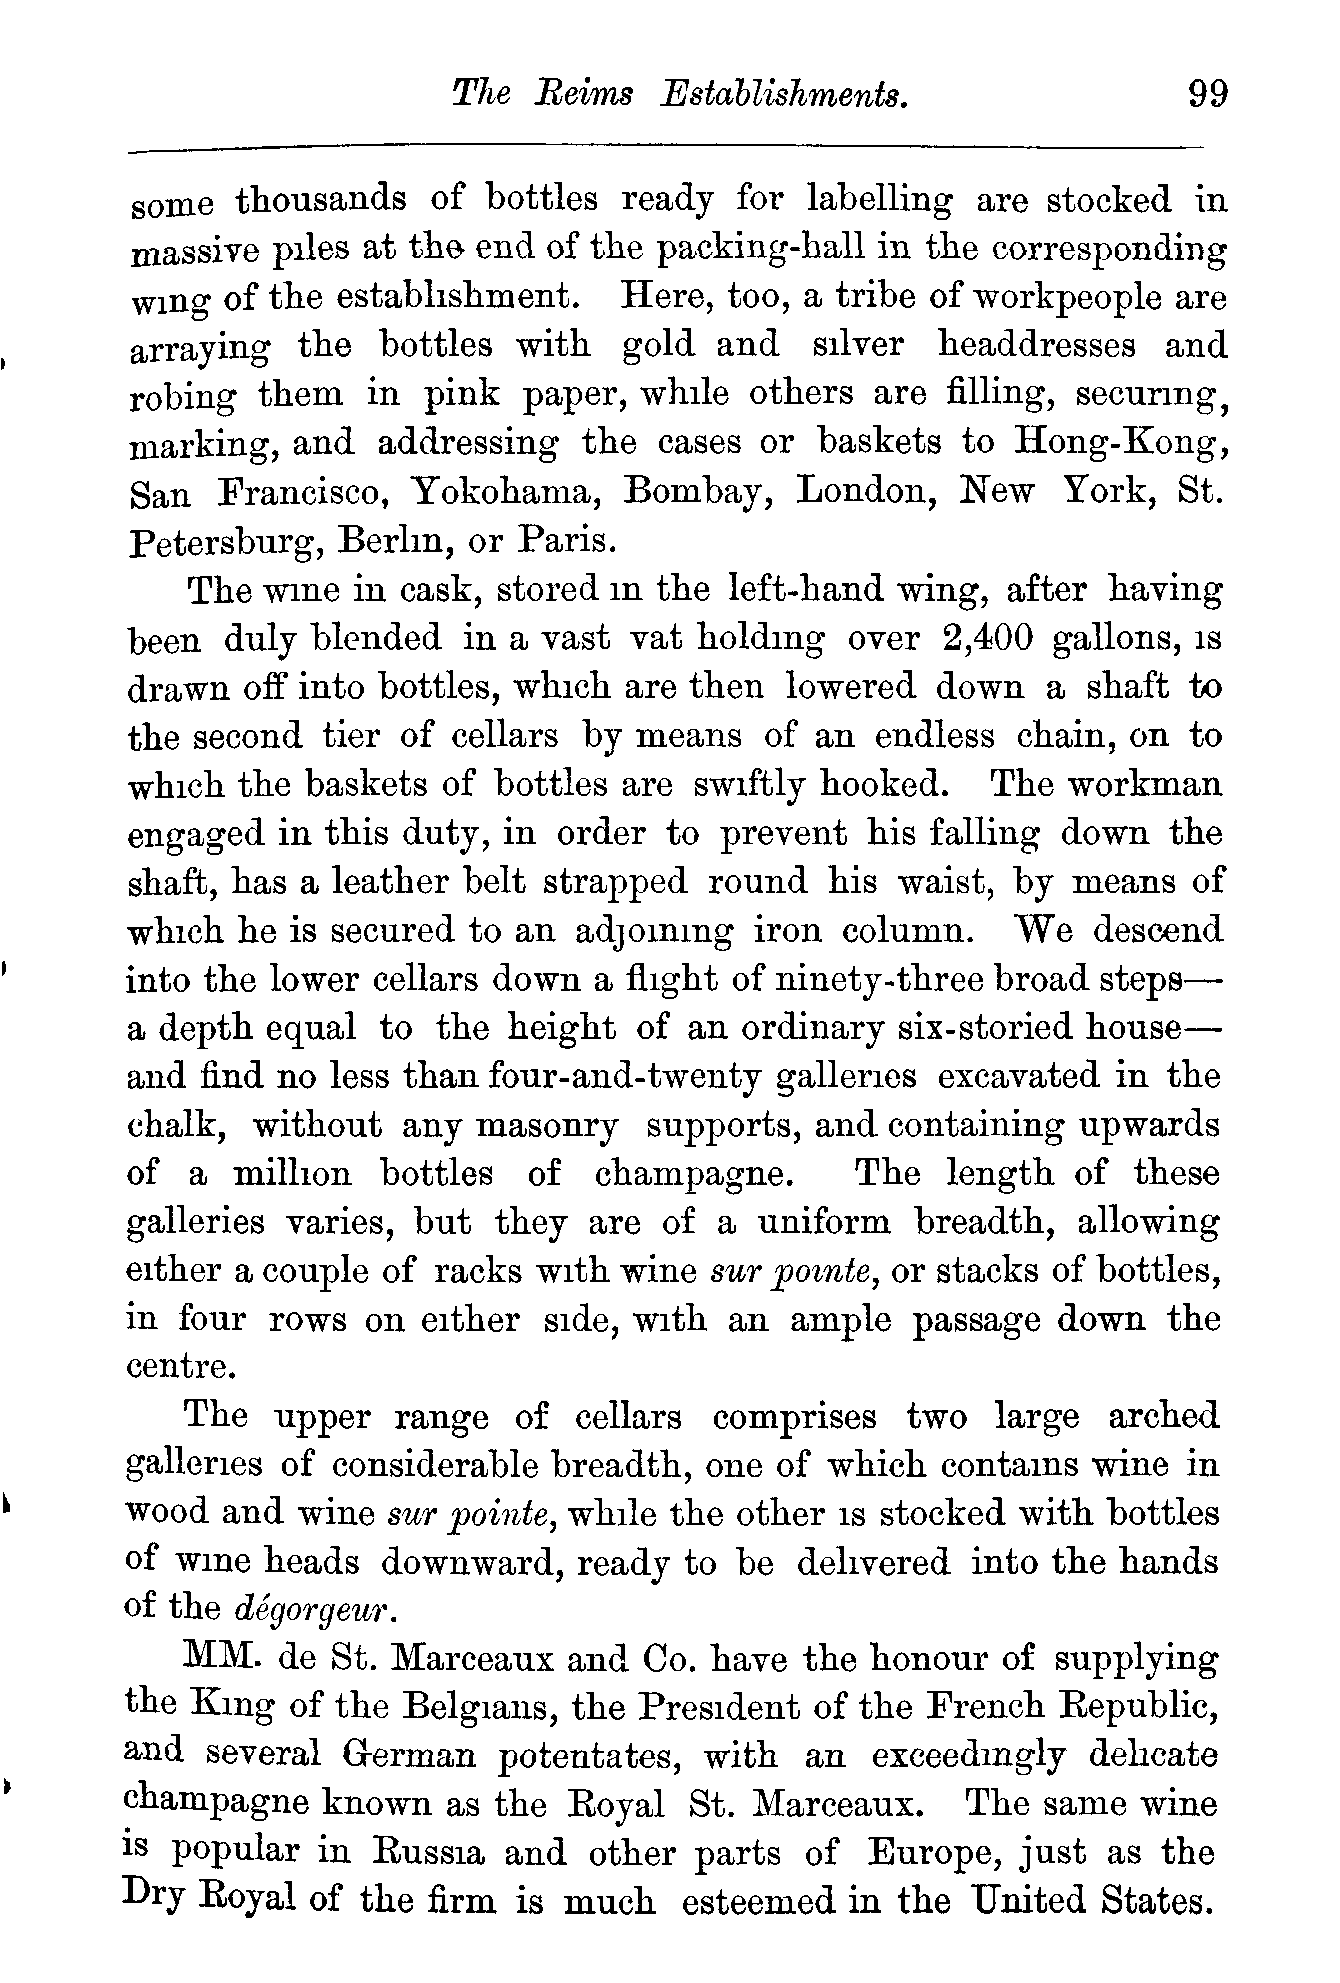 The Reims Establishments. 99
some thousands of bottles ready for labelling are stocked in
massive piles at the end of the packing-hall in the corresponding
wing of the establishment. Here, too, a tribe of workpeople are
arraying the bottles with gold and silver headdresses and
robing them in pink paper, while others are filling, securing,
marking, and addressing the cases or baskets to Hong-Kong,
San Francisco, Yokohama, Bombay, London, New York, St.
Petersburg, Berlin, or Paris.
The wine in cask, stored in the left-hand wing, after having
been duly blended in a vast vat holding over 2,400 gallons, is
drawn off into bottles, which are then lowered down a shaft to
the second tier of cellars by means of an endless chain, on to
which the baskets of bottles are swiftly hooked. The workman
engaged in this duty, in order to prevent his falling down the
shaft, has a leather belt strapped round his waist, by means of
which he is secured to an adjoining iron column. We descend
into the lower cellars down a flight of ninety-three broad steps—
a depth equal to the height of an ordinary six-storied house—
and find no less than four-and-twenty galleries excavated in the
chalk, without any masonry supports, and containing upwards
of a million bottles of champagne. The length of these
galleries varies, but they are of a uniform breadth, allowing
either a couple of racks with wine sur pointe, or stacks of bottles,
in four rows on either side, with an ample passage down the
centre.
The upper range of cellars comprises two large arched
galleries of considerable breadth, one of which contains wine in
wood and wine sur pointe, while the other is stocked with bottles
of wine heads downward, ready to be delivered into the hands
of the dégorgeur.
MM. de St. Marceaux and Co. have the honour of supplying
the King of the Belgians, the President of the French Republic,
and several German potentates, with an exceedingly delicate
champagne known as the Royal St. Marceaux. The same wine
is popular in Russia and other parts of Europe, just as the
Dry Royal of the firm is much esteemed in the United States.